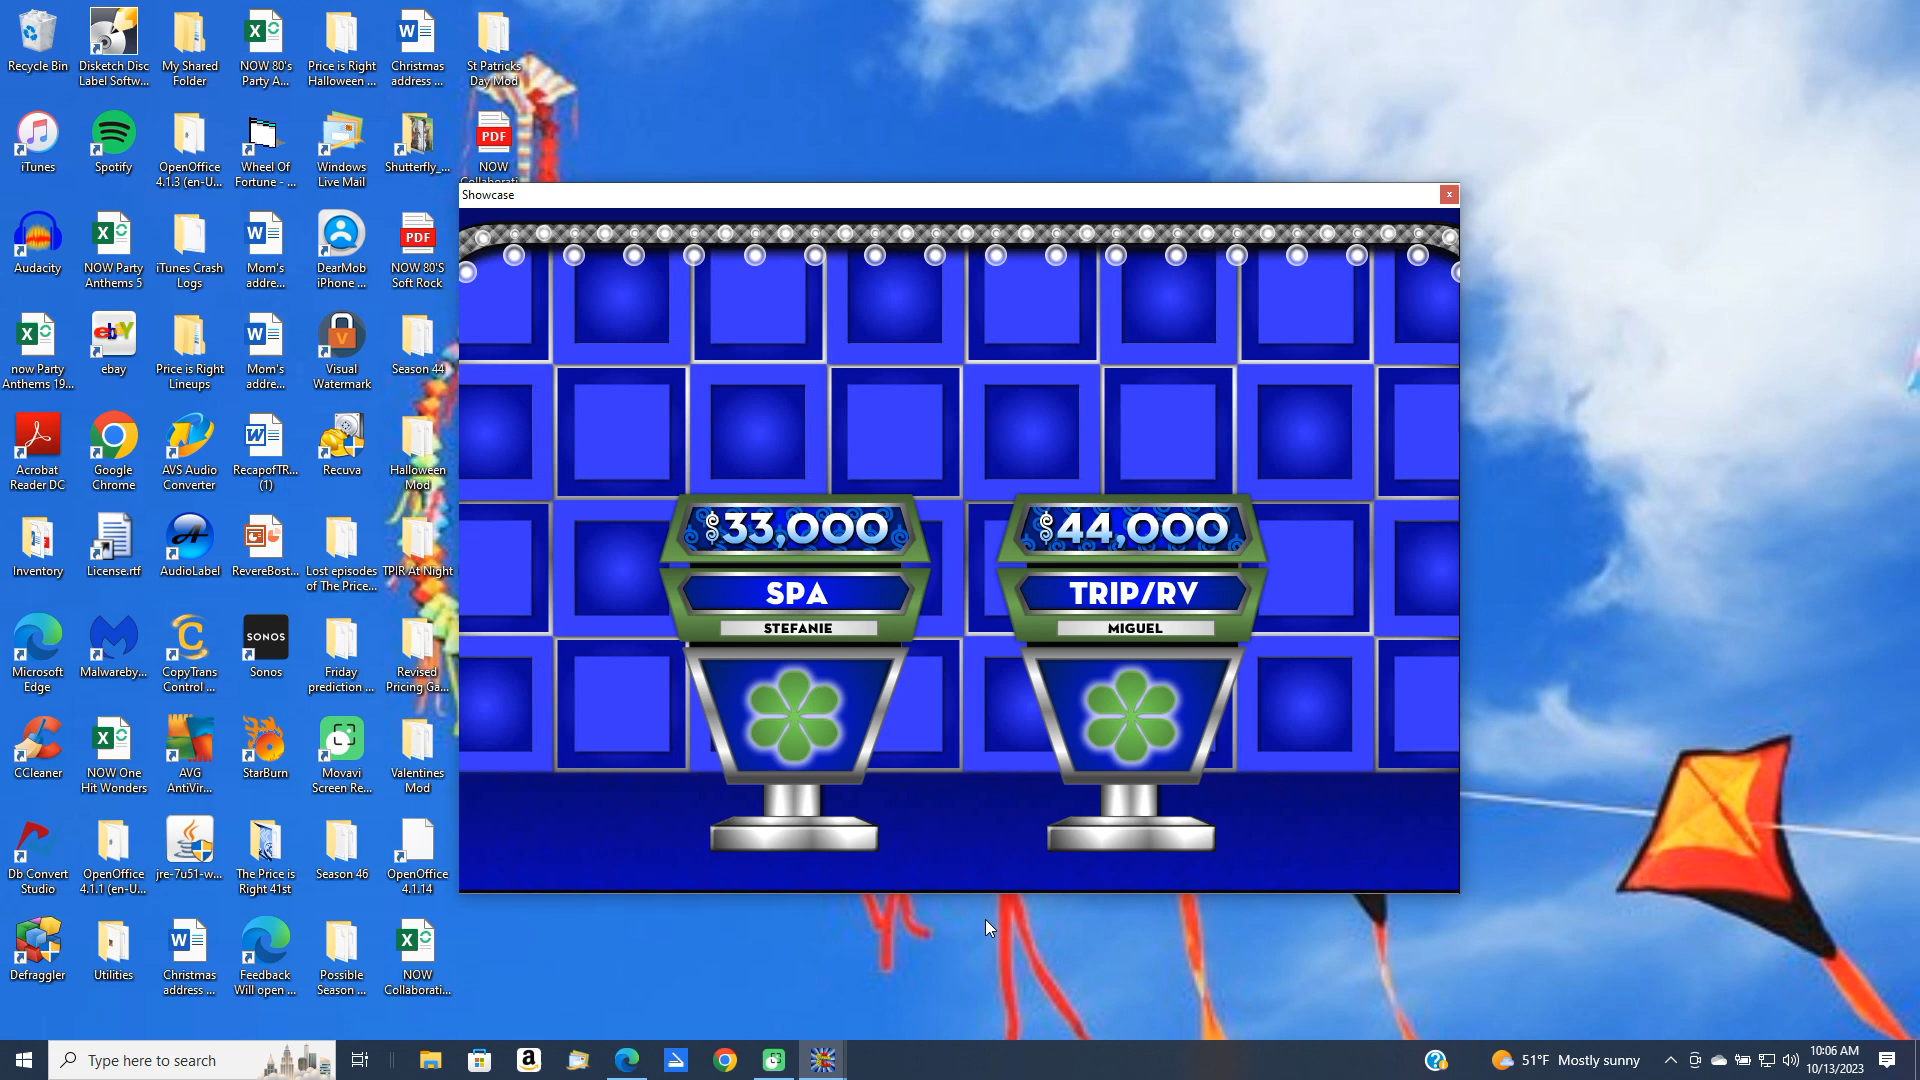 Recycle Bin
Disketch Disc
Label Softw...
My Shared
Folder
NOW 80's
Party A...
Price is Right
Halloween ...
Christmas
address ...
St Patricks
Day Mod
iTunes
Spotify
OpenOffice
4.1.3 (en-U...
Wheel Of
Fortune - ...
Windows
Live Mail
Shutterfly_...
PDF
NOW
Collaborati...
Showcase
Audacity
NOW Party
Anthems 5
iTunes Crash
Logs
Mom's
addre...
DearMob
iPhone ...
PDF
NOW 80'S
Soft Rock
now Party
Anthems 19...
ebay
ebay
Price is Right
Lineups
Mom's
addre...
Visual
Watermark
Season 44
Acrobat
Reader DC
Google
Chrome
AVS Audio
Converter
RecapofTR...
(1)
Recuva
Halloween
Mod
Inventory
License.rtf
AudioLabel
RevereBost...
Lost episodes
of The Price...
TPIR At Night
$33,000
SPA
STEFANIE
$44,000
TRIP/RV
MIGUEL
Microsoft
Edge
Malwareby...
CopyTrans
Control ...
SONOS
Sonos
Friday
prediction ...
Revised
Pricing Ga...
CCleaner
NOW One
Hit Wonders
AVG
AntiVir...
StarBurn
Movavi
Screen Re...
Valentines
Mod
Db Convert
Studio
OpenOffice
4.1.1 (en-U...
jre-7u51-w...
The Price is
Right 41st
Season 46
OpenOffice
4.1.14
Defraggler
Utilities
Christmas
address ...
Feedback
Will open ...
Possible
Season ...
NOW
Collaborati...
Type here to search
51°F Mostly sunny
10:06 AM
10/13/2023